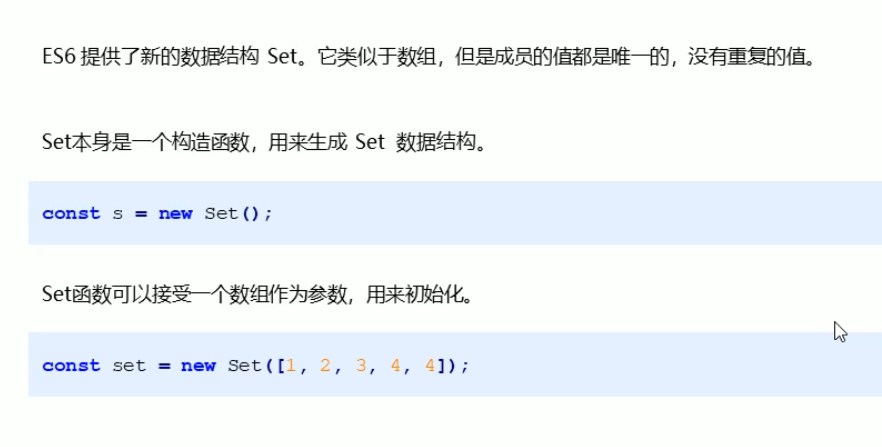 ES6 提供了新的数据结构 Set。它类似于数组，但是成员的值都是唯一的，没有重复的值。
Set本身是一个构造函数，用来生成 Set 数据结构。
const s = new Set();
Set函数可以接受一个数组作为参数，用来初始化。
const set = new Set([1, 2, 3, 4, 4]);